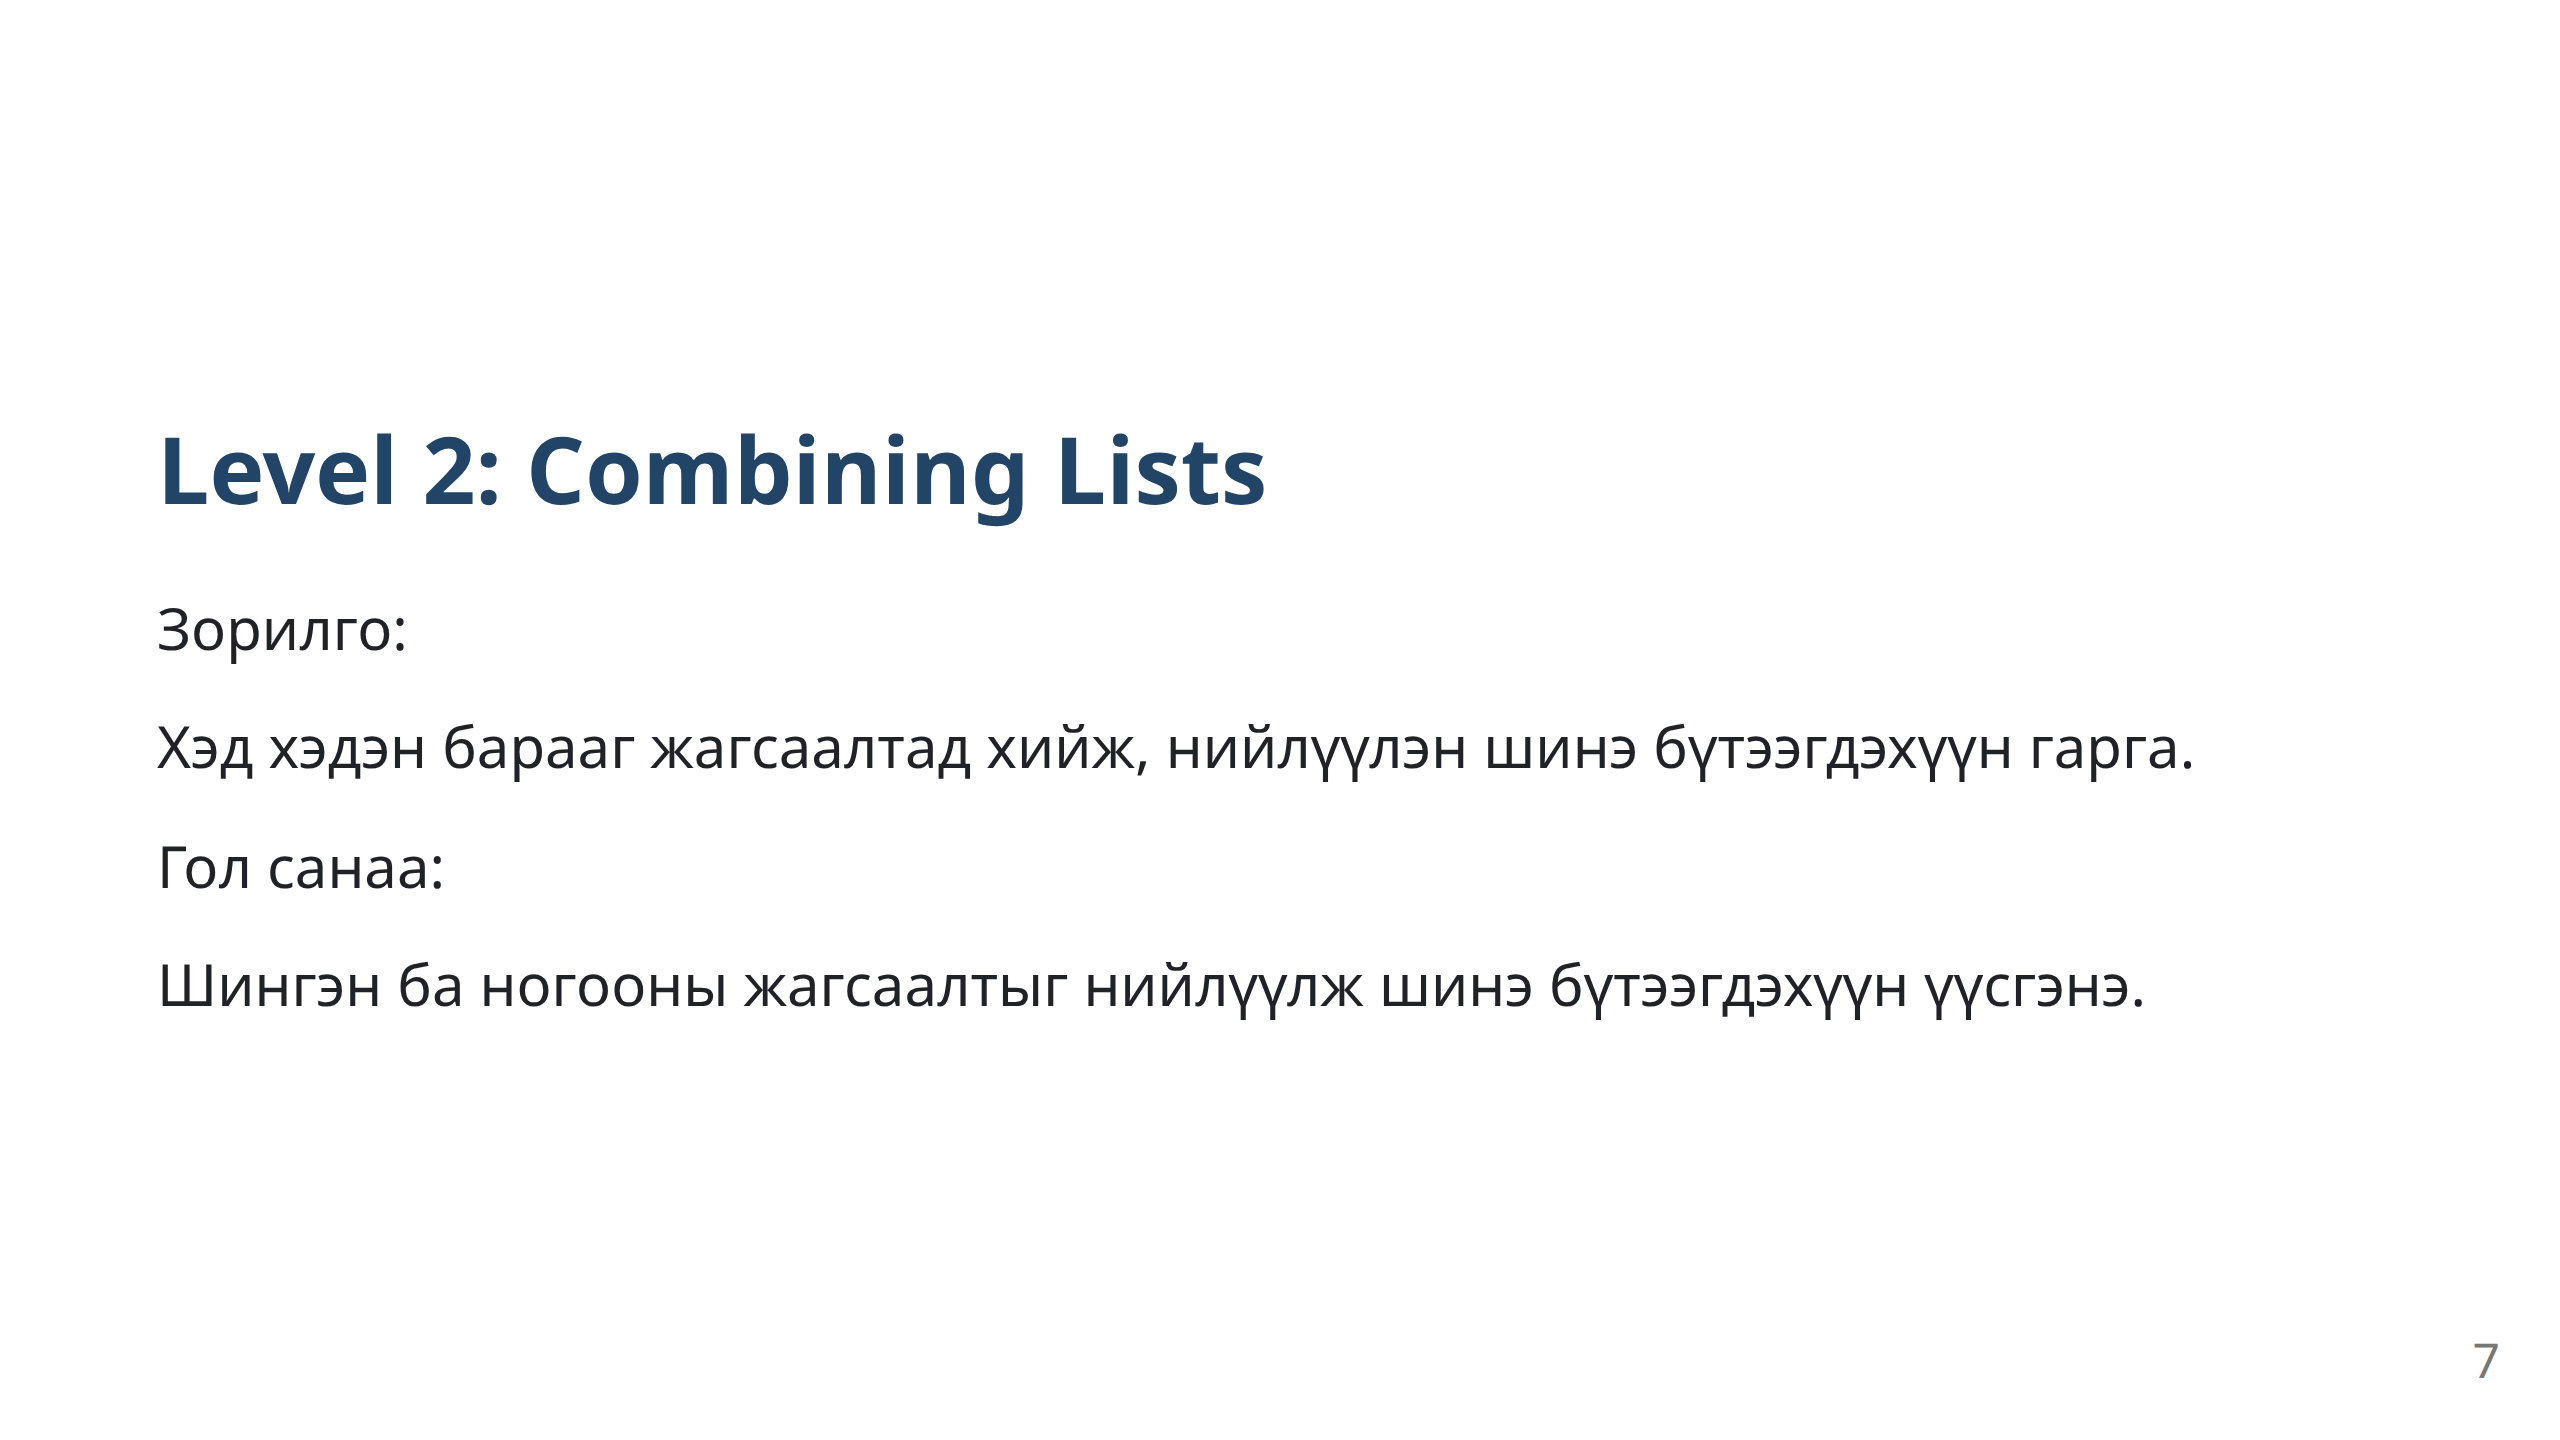 Level 2: Combining Lists
Зорилго:
Хэд хэдэн барааг жагсаалтад хийж, нийлүүлэн шинэ бүтээгдэхүүн гарга.
Гол санаа:
Шингэн ба ногооны жагсаалтыг нийлүүлж шинэ бүтээгдэхүүн үүсгэнэ.
7